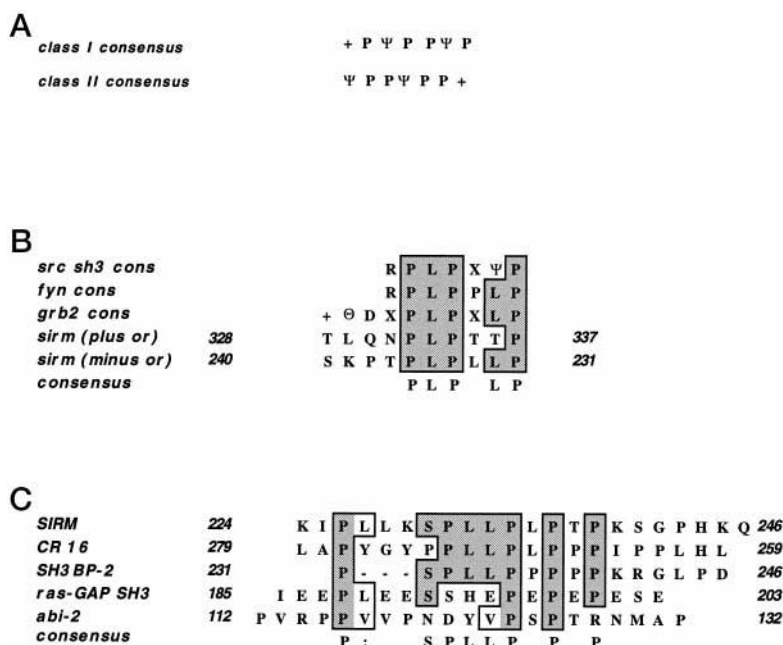 A
class I consensus + P Ψ P P Ψ P
class II consensus Ψ P P Ψ P P +
B
src sh3 cons R P L P X Ψ P
fyn cons R P L P P L P
grb2 cons + Θ D X P L P X L P
sirm (plus or) 328 T L Q N P L P T T P 337
sirm (minus or) 240 S K P T P L P L L P 231
consensus P L P L P
C
SIRM 224 K I P L L K S P L L P L P T P K S G P H K Q 246
CR 16 279 L A P Y G Y P P L L P L P P P I P P L H L 259
SH3 BP-2 231 P - - - S P L L P P P P K R G L P D 246
ras-GAP SH3 185 I E E P L E E S S H E P E P E P E S E 203
abi-2 112 P V R P P V V P N D Y V P S P T R N M A P 132
consensus P : S P L L P P P